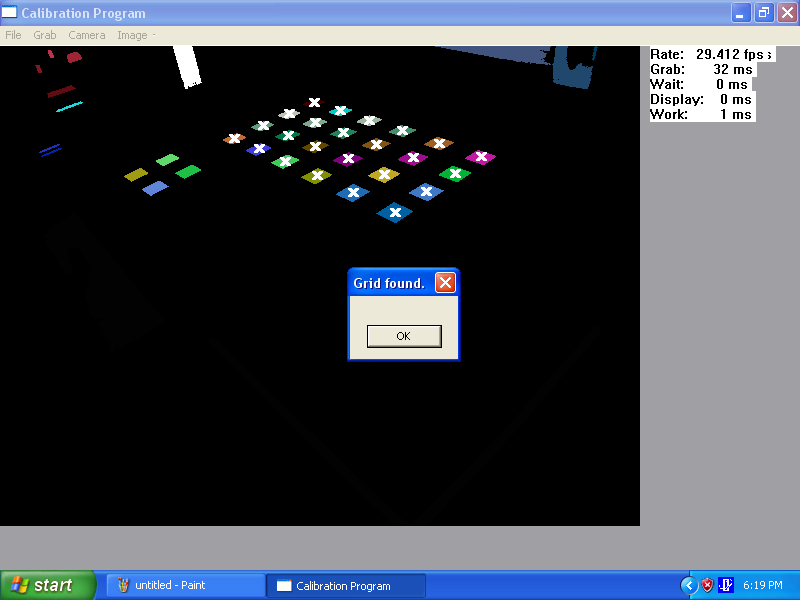 Calibration Program
File Grab Camera Image
Rate: 29.412 fps s
Grab: 32 ms
Wait: 0 ms
Display: 0 ms
Work: 1 ms
Grid found.
OK
start
untitled - Paint
Calibration Program
6:19 PM